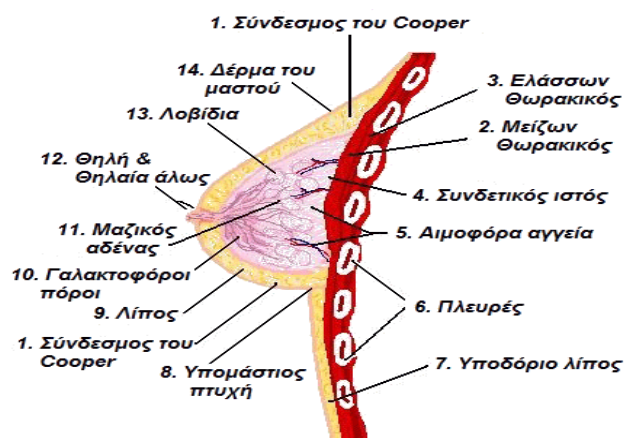 1. Σύνδεσμος του Cooper
14. Δέρμα του
μαστού
3. Ελάσσων
Θωρακικός
13. Λοβίδια
2. Μείζων
Θωρακικός
12. Θηλή &
Θηλαία άλως
4. Συνδετικός ιστός
11. Μαζικός
αδένας
5. Αιμοφόρα αγγεία
10. Γαλακτοφόροι
πόροι
9. Λίπος
6. Πλευρές
1. Σύνδεσμος του
Cooper
8. Υπομάστιος
πτυχή
7. Υποδόριο λίπος